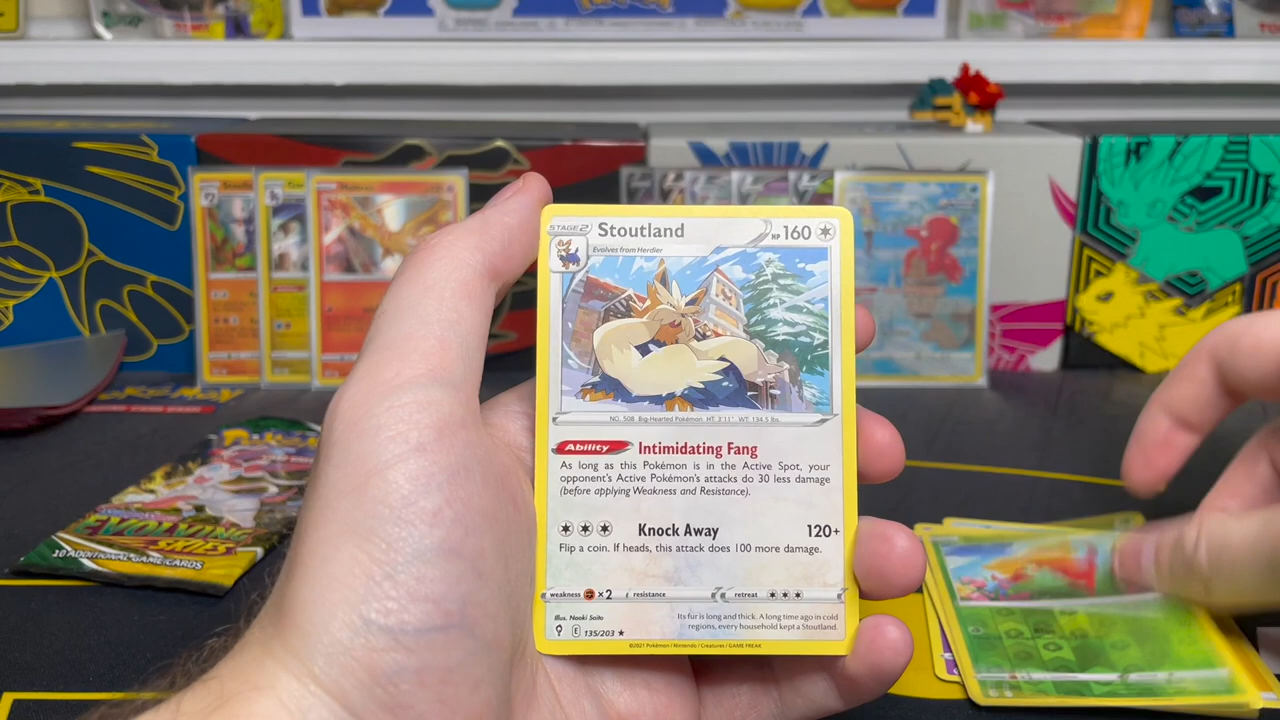 STAGE 2 Stoutland HP 160
Evolves from Herdier
NO. 508 Big-Hearted Pokémon. HT: 3'11" WT: 134.5 lbs.
Ability Intimidating Fang
As long as this Pokémon is in the Active Spot, your
opponent's Active Pokémon's attacks do 30 less damage
(before applying Weakness and Resistance).
Knock Away 120+
Flip a coin. If heads, this attack does 100 more damage.
weakness ×2 resistance retreat
Illus. Naoki Saito
Its fur is long and thick. A long time ago in cold
regions, every household kept a Stoutland.
E 135/203 ★
©2021 Pokémon / Nintendo / Creatures / GAME FREAK
EVOLVING
SKIES
10 ADDITIONAL GAME CARDS